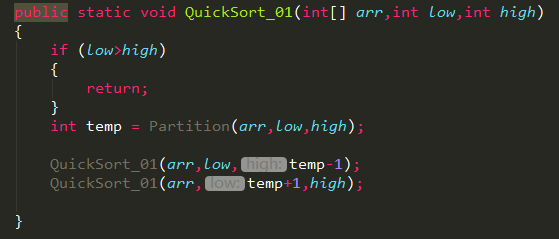 public static void QuickSort_01(int[] arr,int low,int high)
{
if (low>high)
{
return;
}
int temp = Partition(arr,low,high);
QuickSort_01(arr,low, high: temp-1);
QuickSort_01(arr, low: temp+1,high);
}